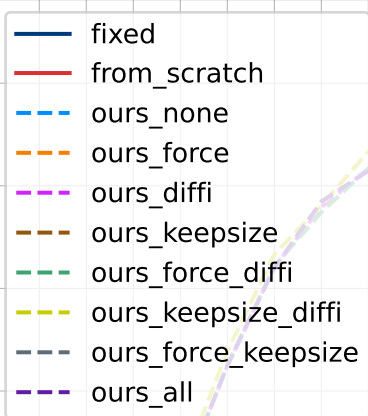 fixed
from_scratch
ours_none
ours_force
ours_diffi
ours_keepsize
ours_force_diffi
ours_keepsize_diffi
ours_force_keepsize
ours_all